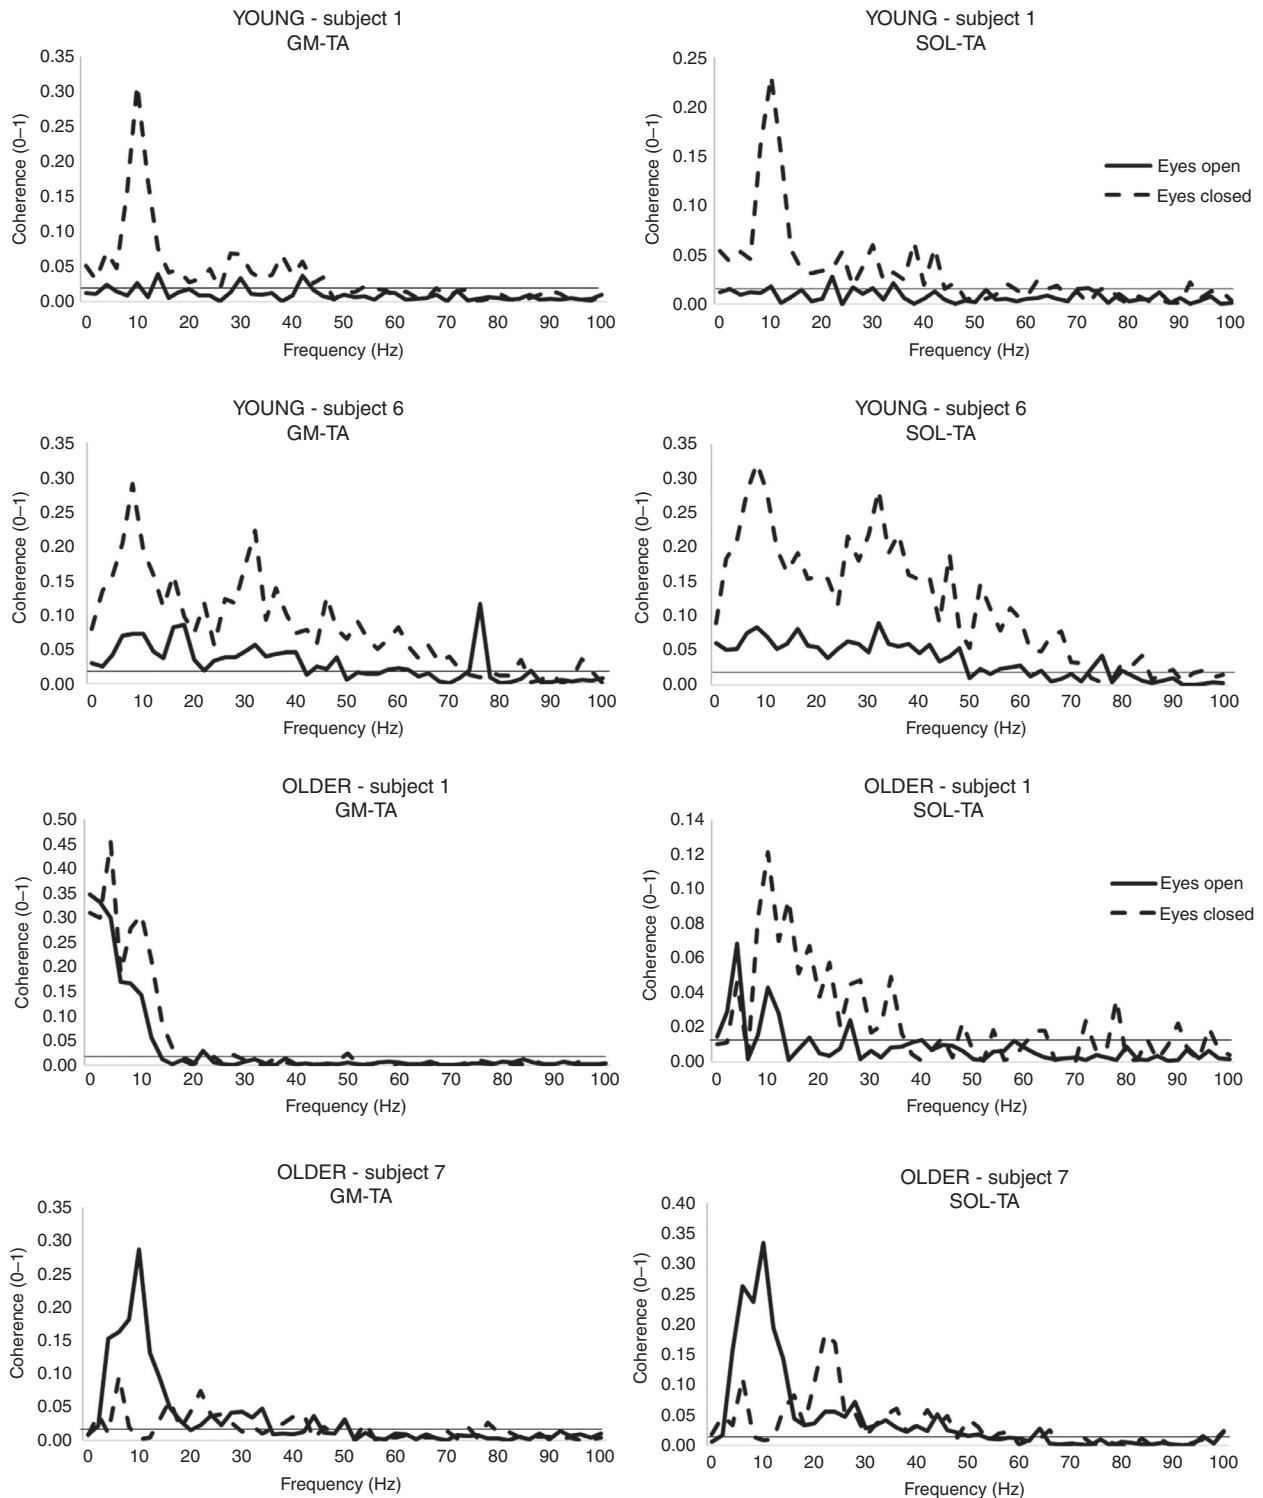 YOUNG - subject 1
GM-TA
0.35
0.30
0.25
0.20
0.15
0.10
0.05
0.00
Coherence (0–1)
0 10 20 30 40 50 60 70 80 90 100
Frequency (Hz)
YOUNG - subject 1
SOL-TA
0.25
0.20
0.15
0.10
0.05
0.00
Coherence (0–1)
Eyes open
Eyes closed
0 10 20 30 40 50 60 70 80 90 100
Frequency (Hz)
YOUNG - subject 6
GM-TA
0.35
0.30
0.25
0.20
0.15
0.10
0.05
0.00
Coherence (0–1)
0 10 20 30 40 50 60 70 80 90 100
Frequency (Hz)
YOUNG - subject 6
SOL-TA
0.35
0.30
0.25
0.20
0.15
0.10
0.05
0.00
Coherence (0–1)
0 10 20 30 40 50 60 70 80 90 100
Frequency (Hz)
OLDER - subject 1
GM-TA
0.50
0.45
0.40
0.35
0.30
0.25
0.20
0.15
0.10
0.05
0.00
Coherence (0–1)
0 10 20 30 40 50 60 70 80 90 100
Frequency (Hz)
OLDER - subject 1
SOL-TA
0.14
0.12
0.10
0.08
0.06
0.04
0.02
0.00
Coherence (0–1)
Eyes open
Eyes closed
0 10 20 30 40 50 60 70 80 90 100
Frequency (Hz)
OLDER - subject 7
GM-TA
0.35
0.30
0.25
0.20
0.15
0.10
0.05
0.00
Coherence (0–1)
0 10 20 30 40 50 60 70 80 90 100
Frequency (Hz)
OLDER - subject 7
SOL-TA
0.40
0.35
0.30
0.25
0.20
0.15
0.10
0.05
0.00
Coherence (0–1)
0 10 20 30 40 50 60 70 80 90 100
Frequency (Hz)